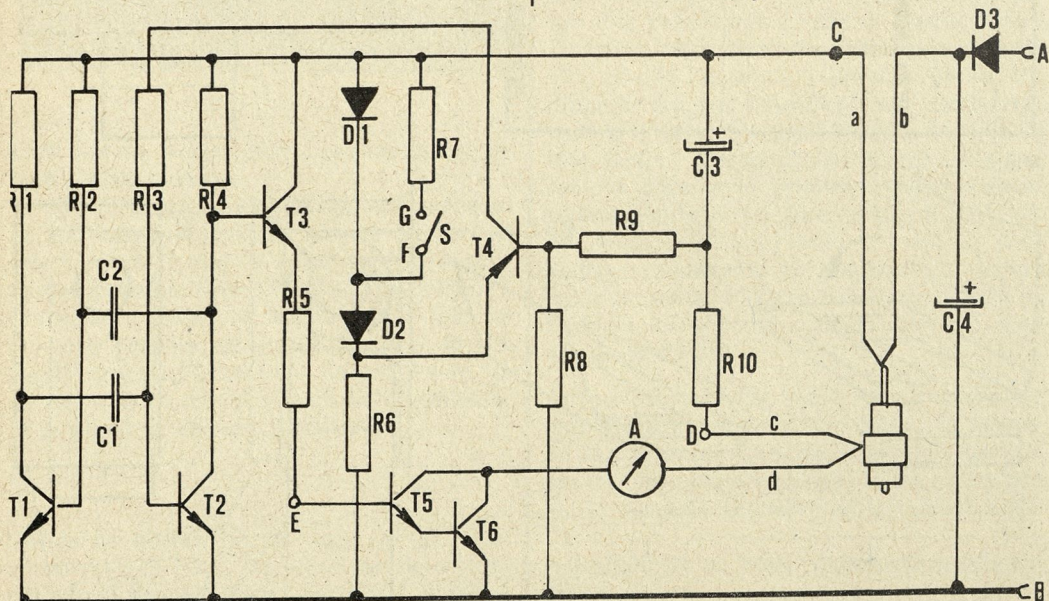 D3
C
A
D1
a
b
+
R7
C3
R1
R2
R3
R4
G
T3
S
R9
F
T4
C2
+
R5
C4
D2
R8
R10
A
c
C1
R6
D
d
T1
T2
E
T5
T6
B